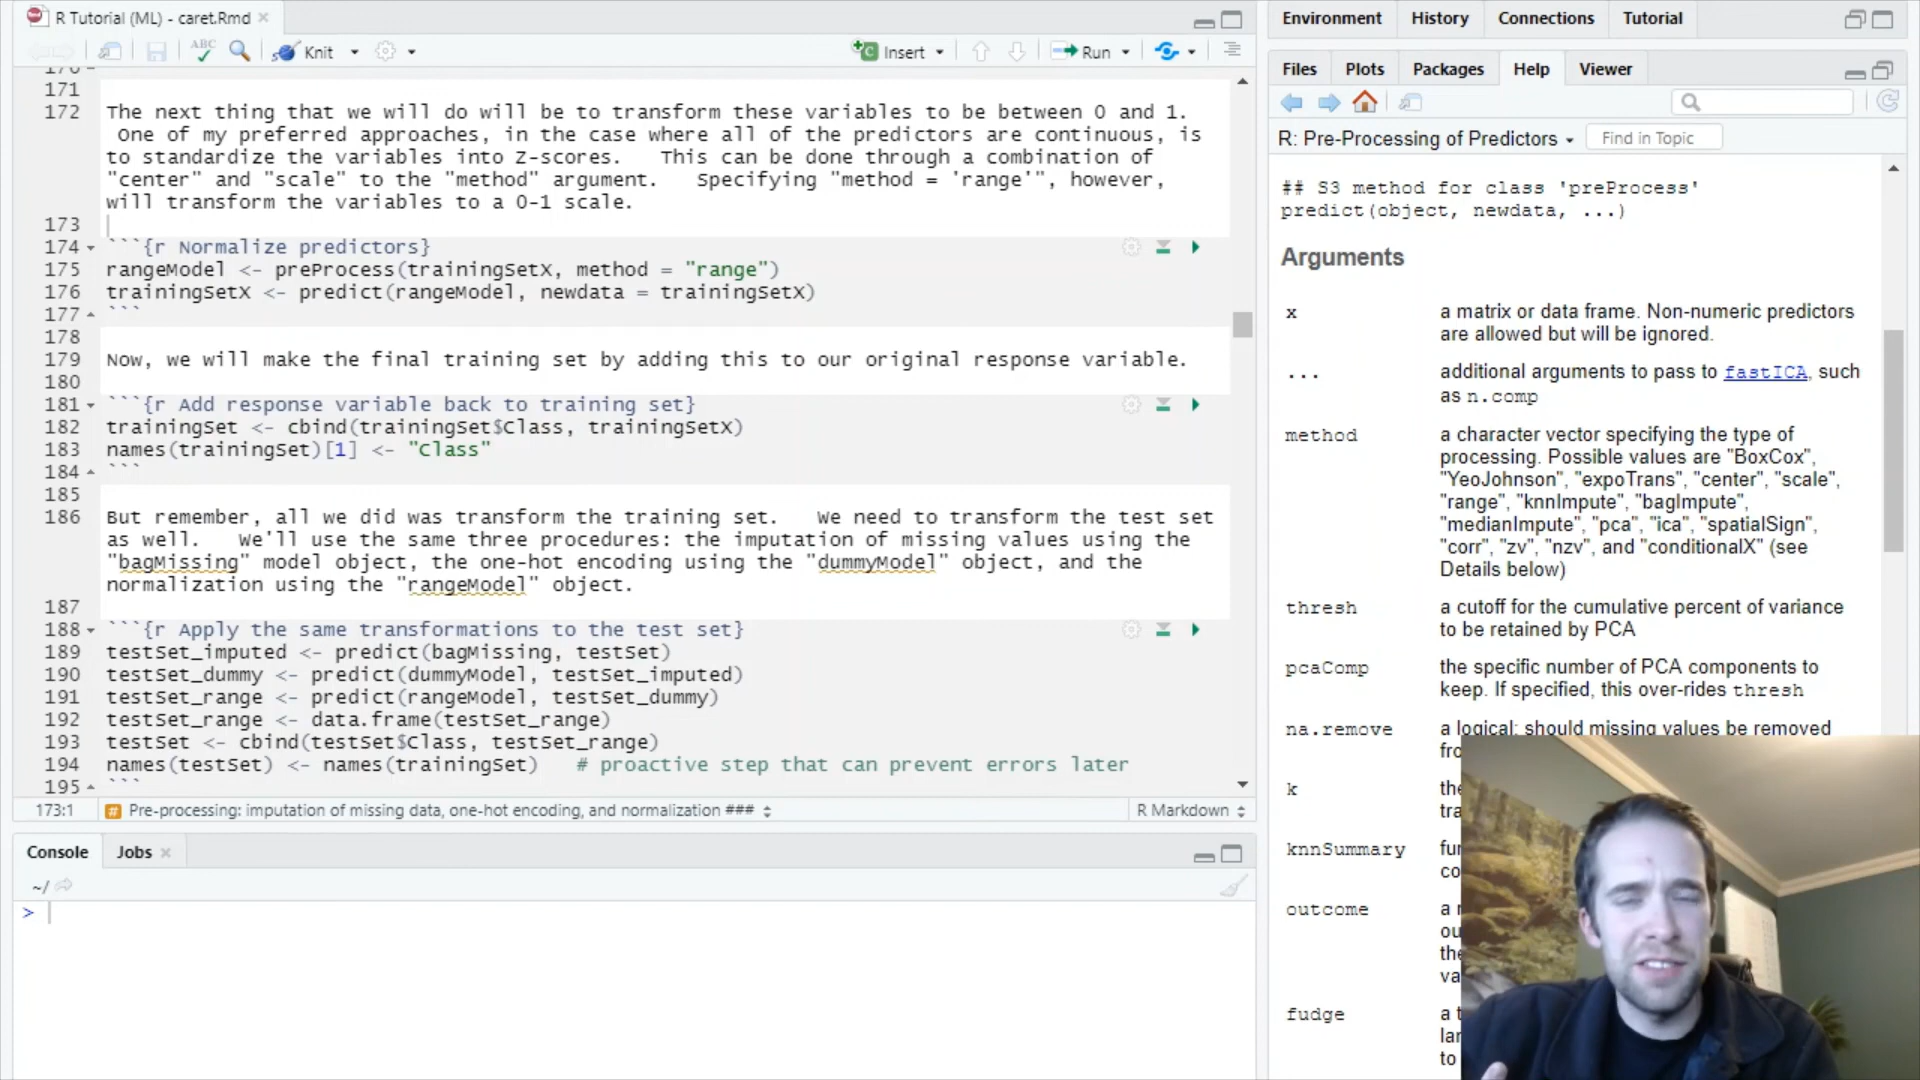 R Tutorial (ML) - caret.Rmd
ABC
Knit
Insert
Run
171
172 The next thing that we will do will be to transform these variables to be between 0 and 1.
One of my preferred approaches, in the case where all of the predictors are continuous, is
to standardize the variables into Z-scores. This can be done through a combination of
"center" and "scale" to the "method" argument. Specifying "method = 'range'", however,
will transform the variables to a 0-1 scale.
173
174 ```{r Normalize predictors}
175 rangeModel <- preProcess(trainingSetX, method = "range")
176 trainingSetX <- predict(rangeModel, newdata = trainingSetX)
177 ```
178
179 Now, we will make the final training set by adding this to our original response variable.
180
181 ```{r Add response variable back to training set}
182 trainingSet <- cbind(trainingSet$Class, trainingSetX)
183 names(trainingSet)[1] <- "Class"
184 ```
185
186 But remember, all we did was transform the training set. We need to transform the test set
as well. We'll use the same three procedures: the imputation of missing values using the
"bagMissing" model object, the one-hot encoding using the "dummyModel" object, and the
normalization using the "rangeModel" object.
187
188 ```{r Apply the same transformations to the test set}
189 testSet_imputed <- predict(bagMissing, testSet)
190 testSet_dummy <- predict(dummyModel, testSet_imputed)
191 testSet_range <- predict(rangeModel, testSet_dummy)
192 testSet_range <- data.frame(testSet_range)
193 testSet <- cbind(testSet$Class, testSet_range)
194 names(testSet) <- names(trainingSet) # proactive step that can prevent errors later
195 ```
173:1 # Pre-processing: imputation of missing data, one-hot encoding, and normalization ### R Markdown
Console Jobs
~/
>
Environment History Connections Tutorial
Files Plots Packages Help Viewer
R: Pre-Processing of Predictors Find in Topic
## S3 method for class 'preProcess'
predict(object, newdata, ...)
Arguments
x a matrix or data frame. Non-numeric predictors
are allowed but will be ignored.
... additional arguments to pass to fastICA, such
as n.comp
method a character vector specifying the type of
processing. Possible values are "BoxCox",
"YeoJohnson", "expoTrans", "center", "scale",
"range", "knnImpute", "bagImpute",
"medianImpute", "pca", "ica", "spatialSign",
"corr", "zv", "nzv", and "conditionalX" (see
Details below)
thresh a cutoff for the cumulative percent of variance
to be retained by PCA
pcaComp the specific number of PCA components to
keep. If specified, this over-rides thresh
na.remove a logical; should missing values be removed
k
knnSummary
outcome
fudge
to